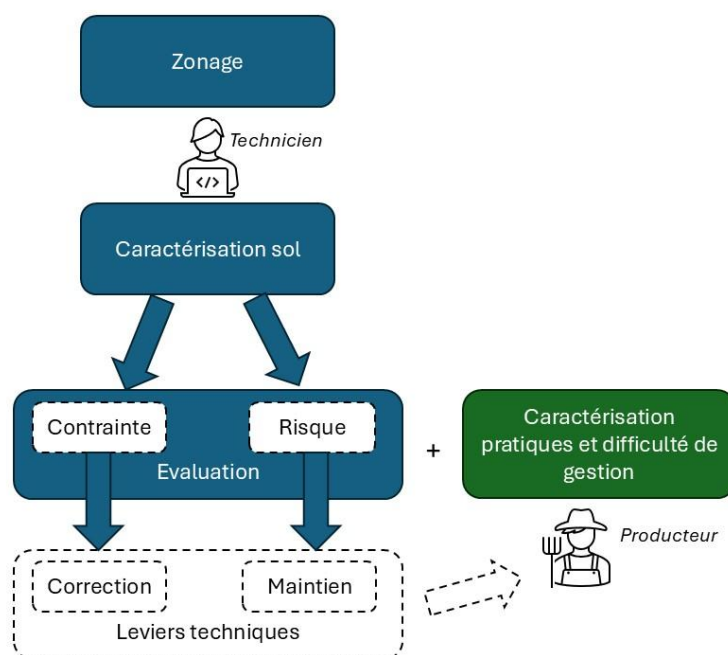 Zonage
Technicien
</>
Caractérisation sol
Contrainte
Risque
Evaluation
+
Caractérisation
pratiques et difficulté de
gestion
Producteur
Correction
Maintien
Leviers techniques